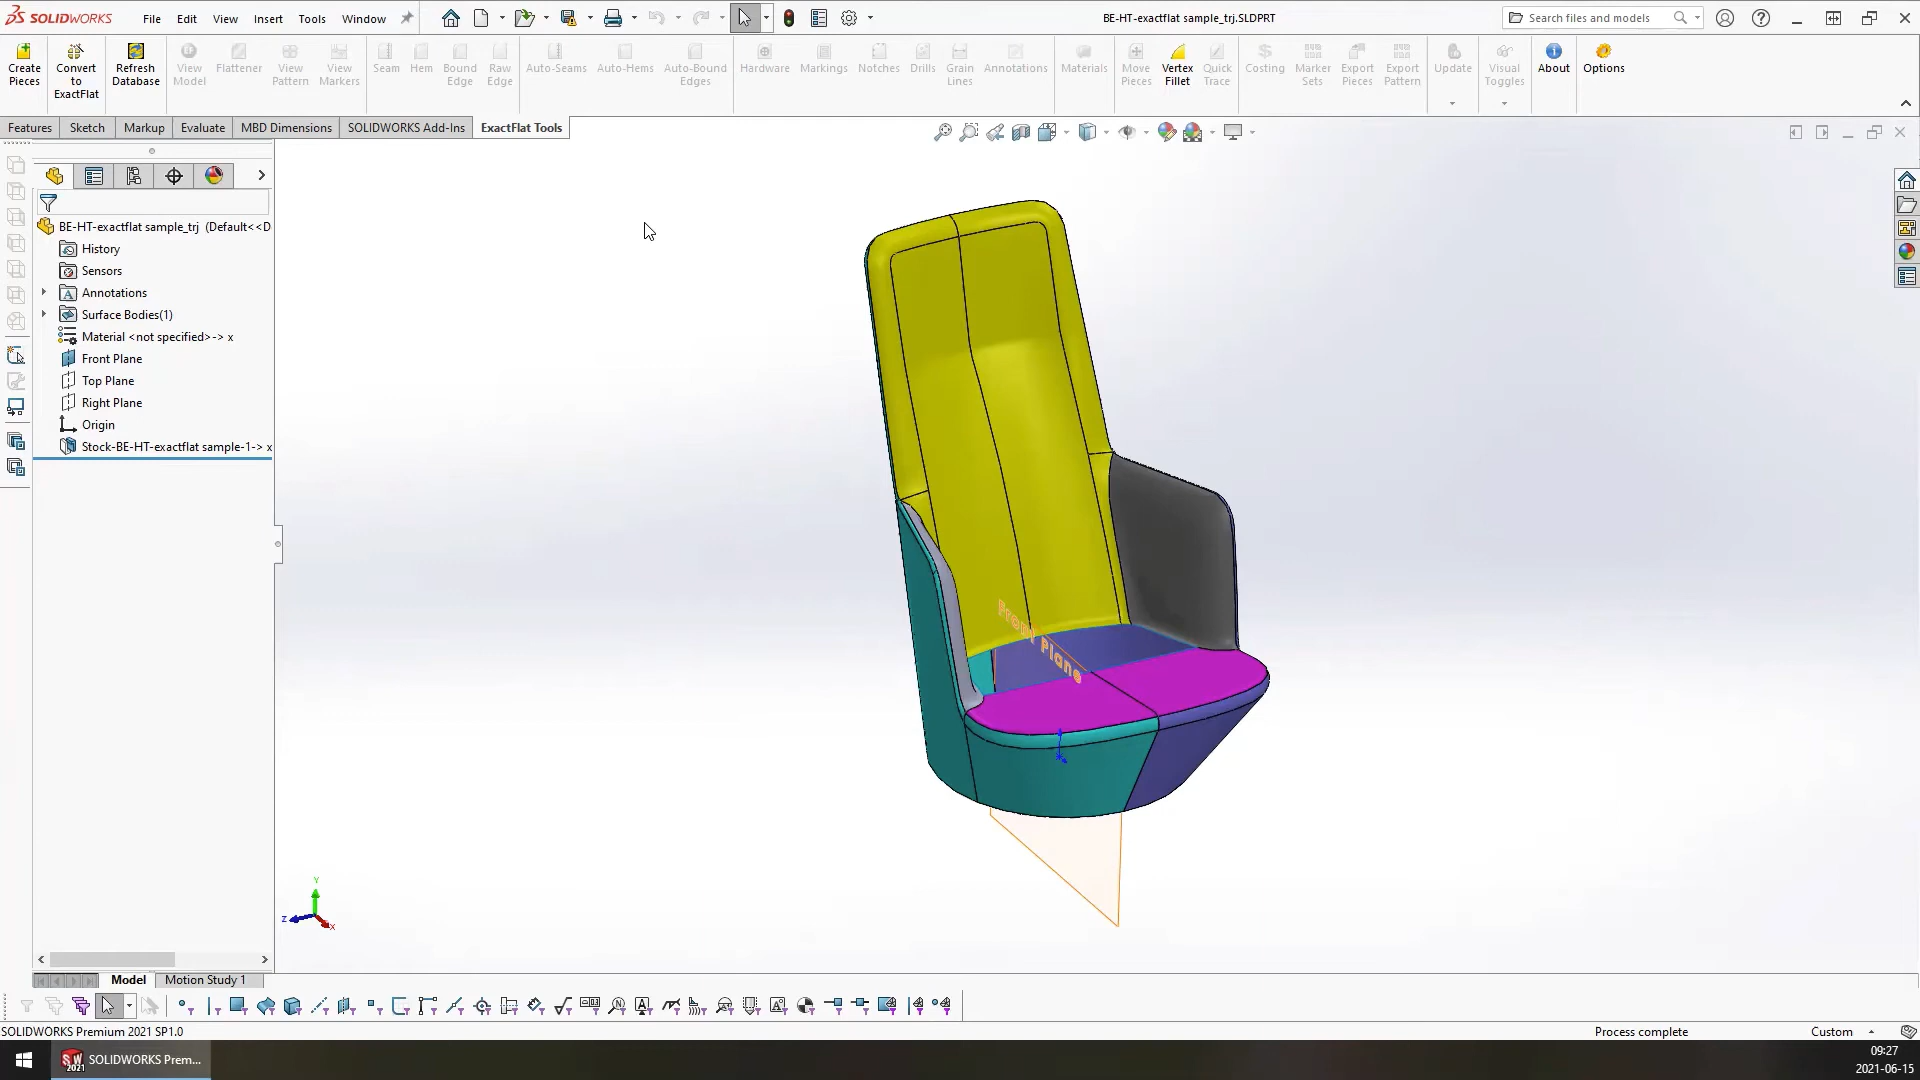 SOLIDWORKS File Edit View Insert Tools Window
BE-HT-exactflat sample_trj.SLDPRT
Search files and models
Create Pieces
Convert to ExactFlat
Refresh Database
View Model
Flattener
View Pattern
View Markers
Seam
Hem
Bound Edge
Raw Edge
Auto-Seams
Auto-Hems
Auto-Bound Edges
Hardware
Markings
Notches
Drills
Grain Lines
Annotations
Materials
Move Pieces
Vertex Fillet
Quick Trace
Costing
Marker Sets
Export Pieces
Export Pattern
Update
Visual Toggles
About
Options
Features Sketch Markup Evaluate MBD Dimensions SOLIDWORKS Add-Ins ExactFlat Tools
BE-HT-exactflat sample_trj (Default<<D
History
Sensors
Annotations
Surface Bodies(1)
Material <not specified>-> x
Front Plane
Top Plane
Right Plane
Origin
Stock-BE-HT-exactflat sample-1-> x
Front Plane
Y
Z
X
Model Motion Study 1
SOLIDWORKS Premium 2021 SP1.0
Process complete
Custom
SW 2021 SOLIDWORKS Prem...
09:27
2021-06-15